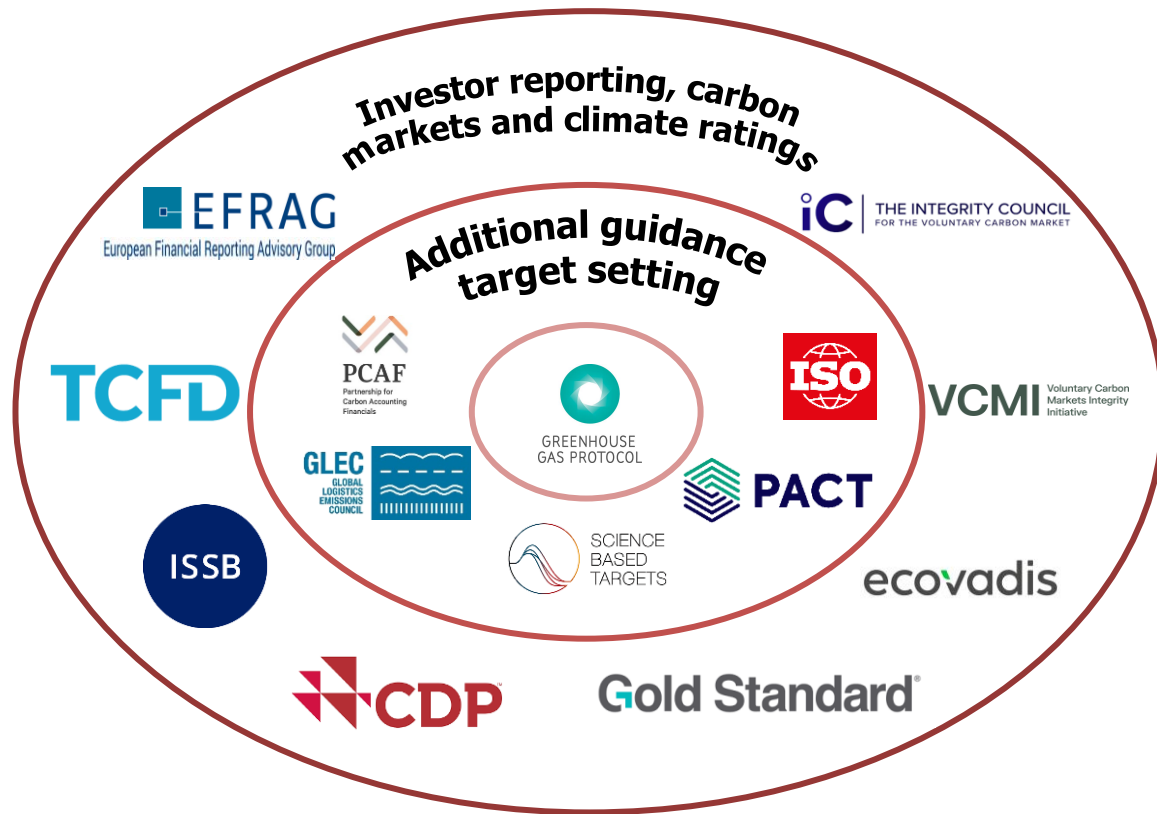 Investor reporting, carbon
markets and climate ratings
EFRAG
European Financial Reporting Advisory Group
iC
THE INTEGRITY COUNCIL
FOR THE VOLUNTARY CARBON MARKET
Additional guidance
target setting
PCAF
Partnership for
Carbon Accounting
Financials
ISO
TCFD
GREENHOUSE
GAS PROTOCOL
VCMI
Voluntary Carbon
Markets Integrity
Initiative
GLEC
GLOBAL
LOGISTICS
EMISSIONS
COUNCIL
PACT
SCIENCE
BASED
TARGETS
ISSB
ecovadis
CDP
Gold Standard®